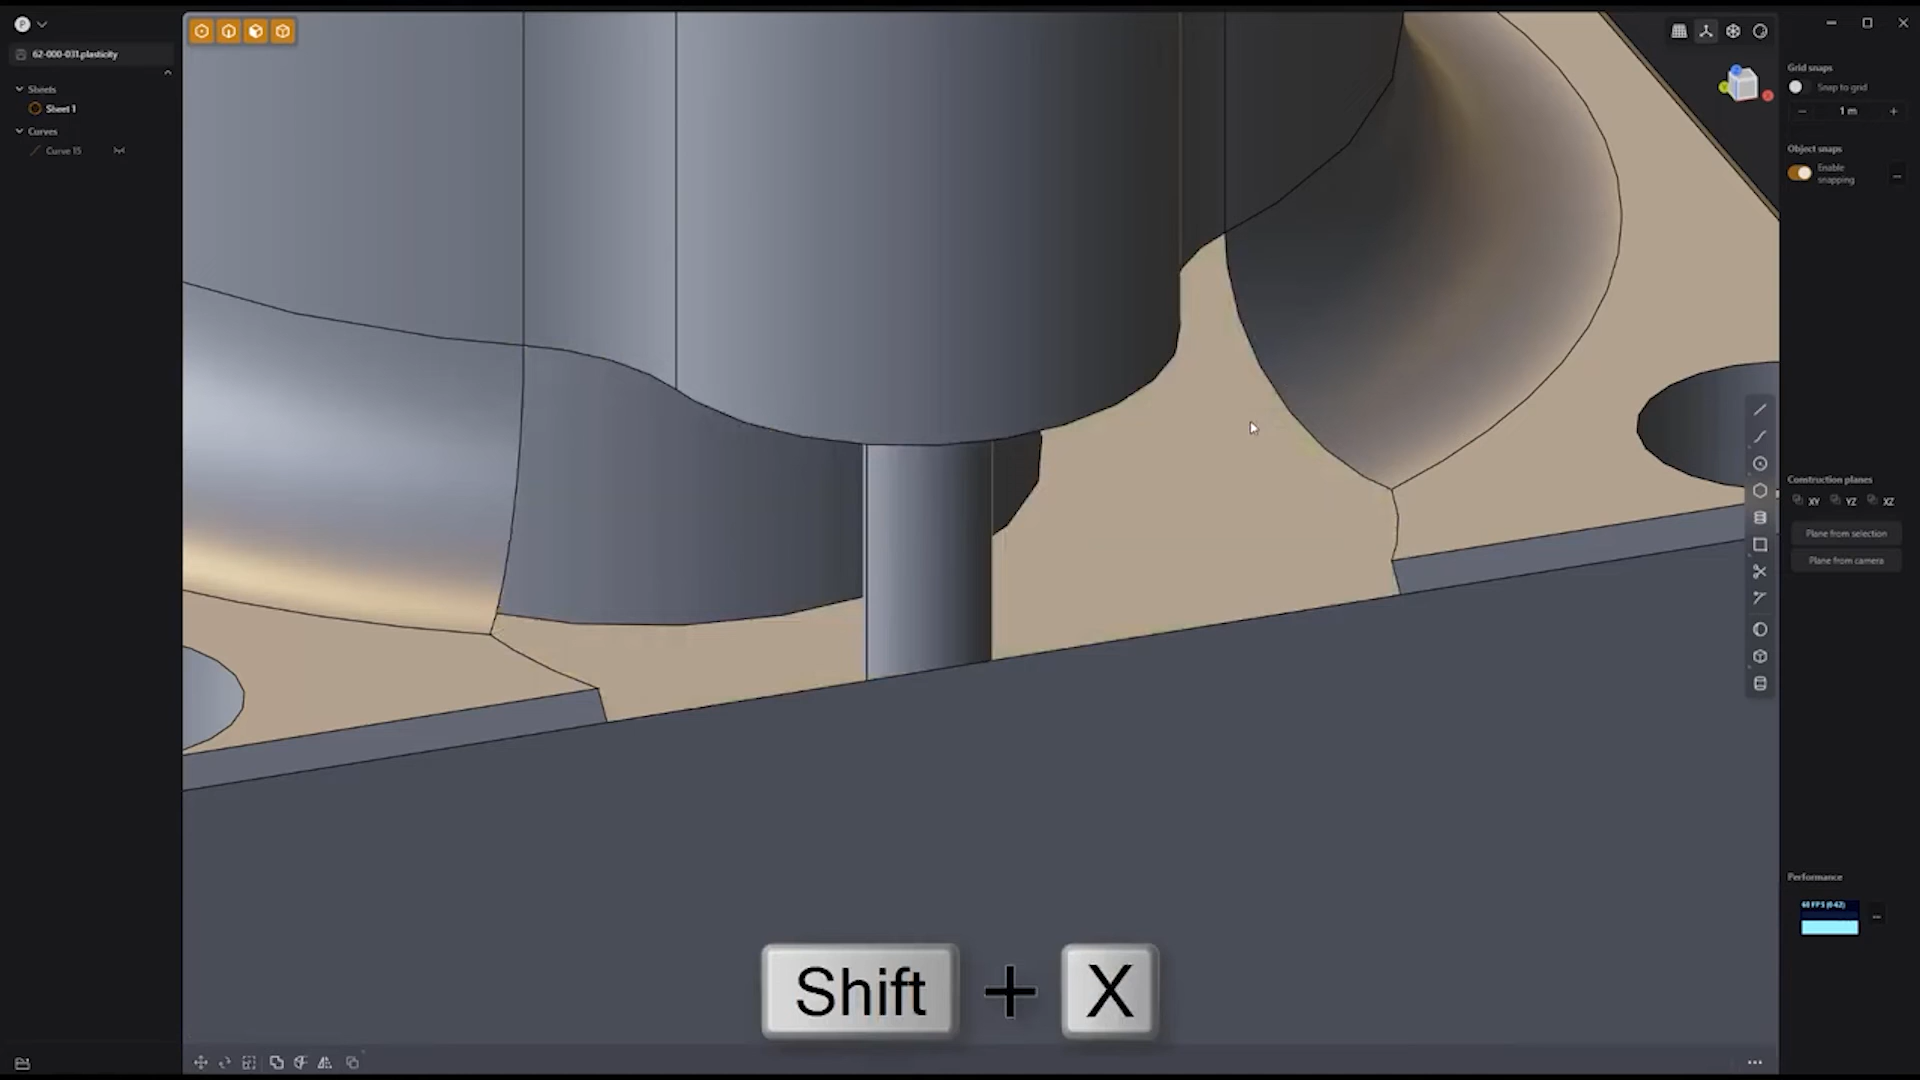 P
62-000-031.plasticity
Sheets
Sheet 1
Curves
Curve 15
Grid snaps
Snap to grid
1 m
Object snaps
Enable
snapping
Construction planes
XY YZ XZ
Plane from selection
Plane from camera
Performance
Shift + X